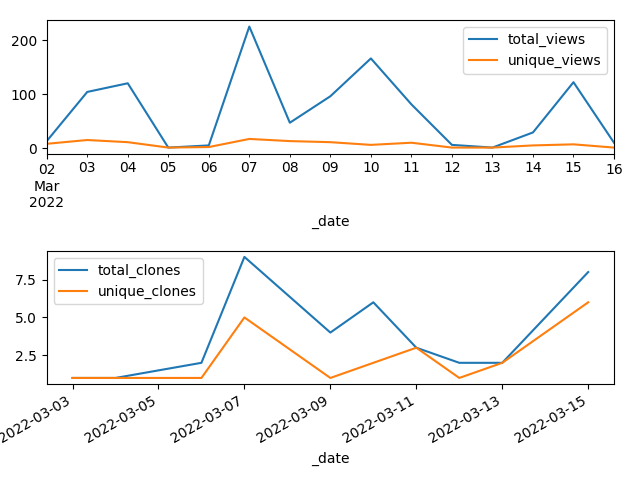 200
100
0
total_views
unique_views
02 03 04 05 06 07 08 09 10 11 12 13 14 15 16
Mar
2022
_date
7.5
5.0
2.5
total_clones
unique_clones
2022-03-03 2022-03-05 2022-03-07 2022-03-09 2022-03-11 2022-03-13 2022-03-15
_date